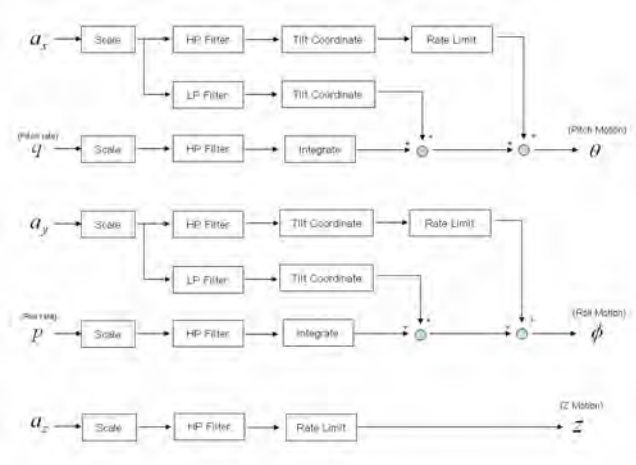 a_x Scale HP Filter Tilt Coordinate Rate Limit
LP Filter Tilt Coordinate
(Pitch rate) (Pitch Motion)
q Scale HP Filter Integrate θ
a_y Scale HP Filter Tilt Coordinate Rate Limit
LP Filter Tilt Coordinate
(Roll rate) (Roll Motion)
p Scale HP Filter Integrate ϕ
(Z Motion)
a_z Scale HP Filter Rate Limit z